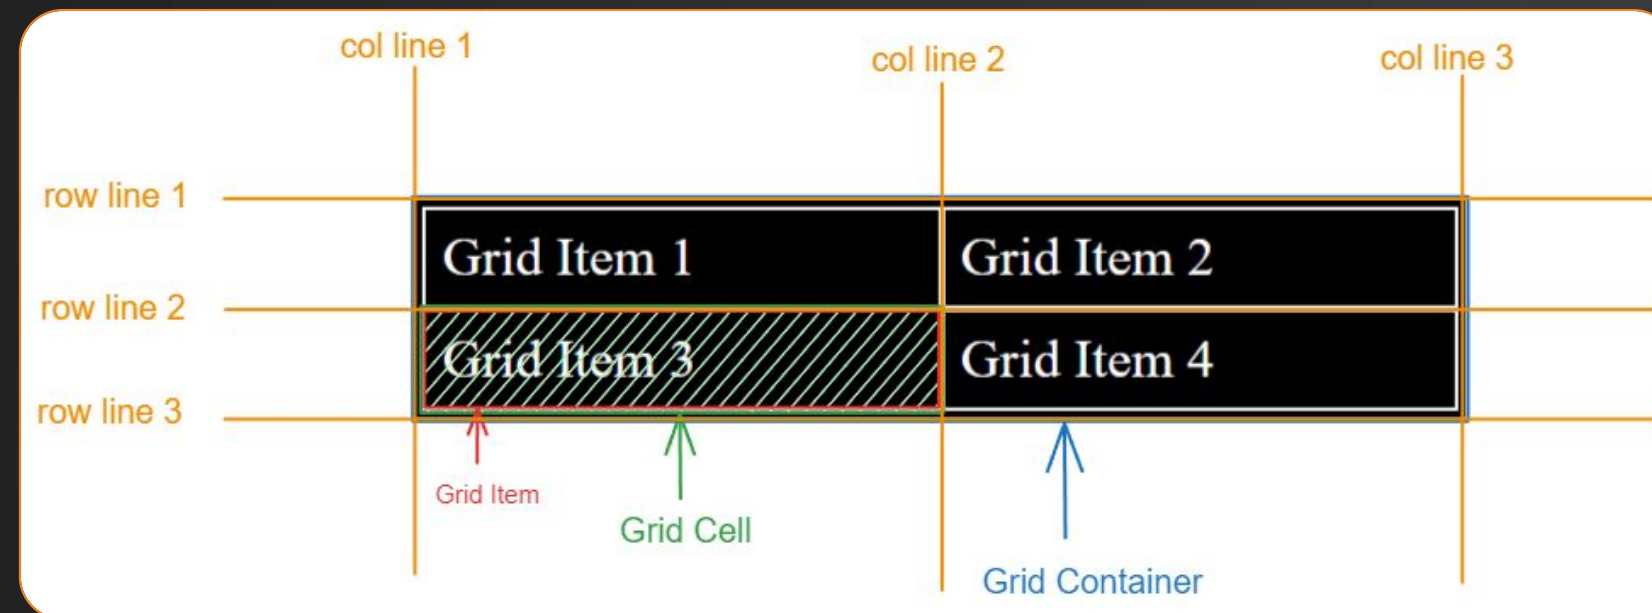 col line 1
col line 2
col line 3
row line 1
Grid Item 1
Grid Item 2
row line 2
Grid Item 3
Grid Item 4
row line 3
Grid Item
Grid Cell
Grid Container